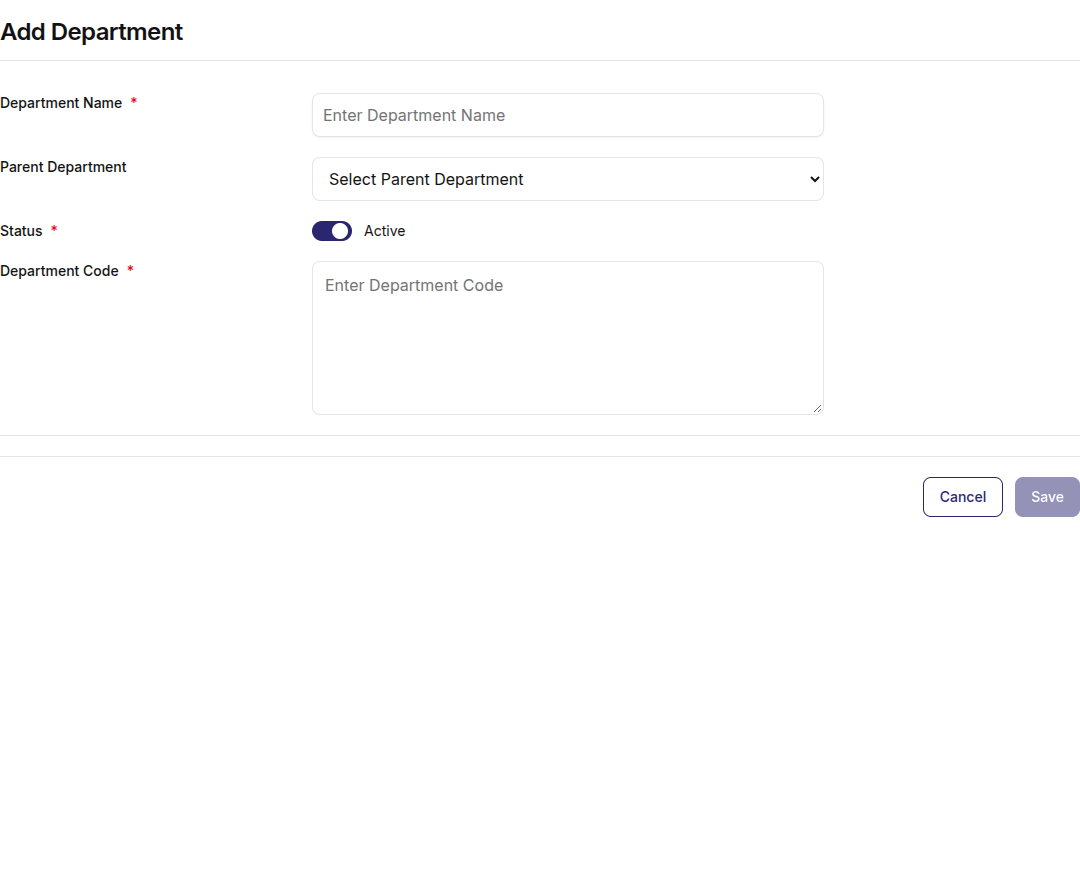 Add Department
Department Name *
Enter Department Name
Parent Department
Select Parent Department
Status *
Active
Department Code *
Enter Department Code
Cancel
Save